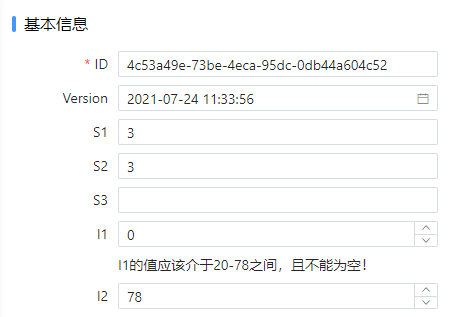 基本信息
* ID 4c53a49e-73be-4eca-95dc-0db44a604c52
Version 2021-07-24 11:33:56
S1 3
S2 3
S3
I1 0
I1的值应该介于20-78之间，且不能为空！
I2 78